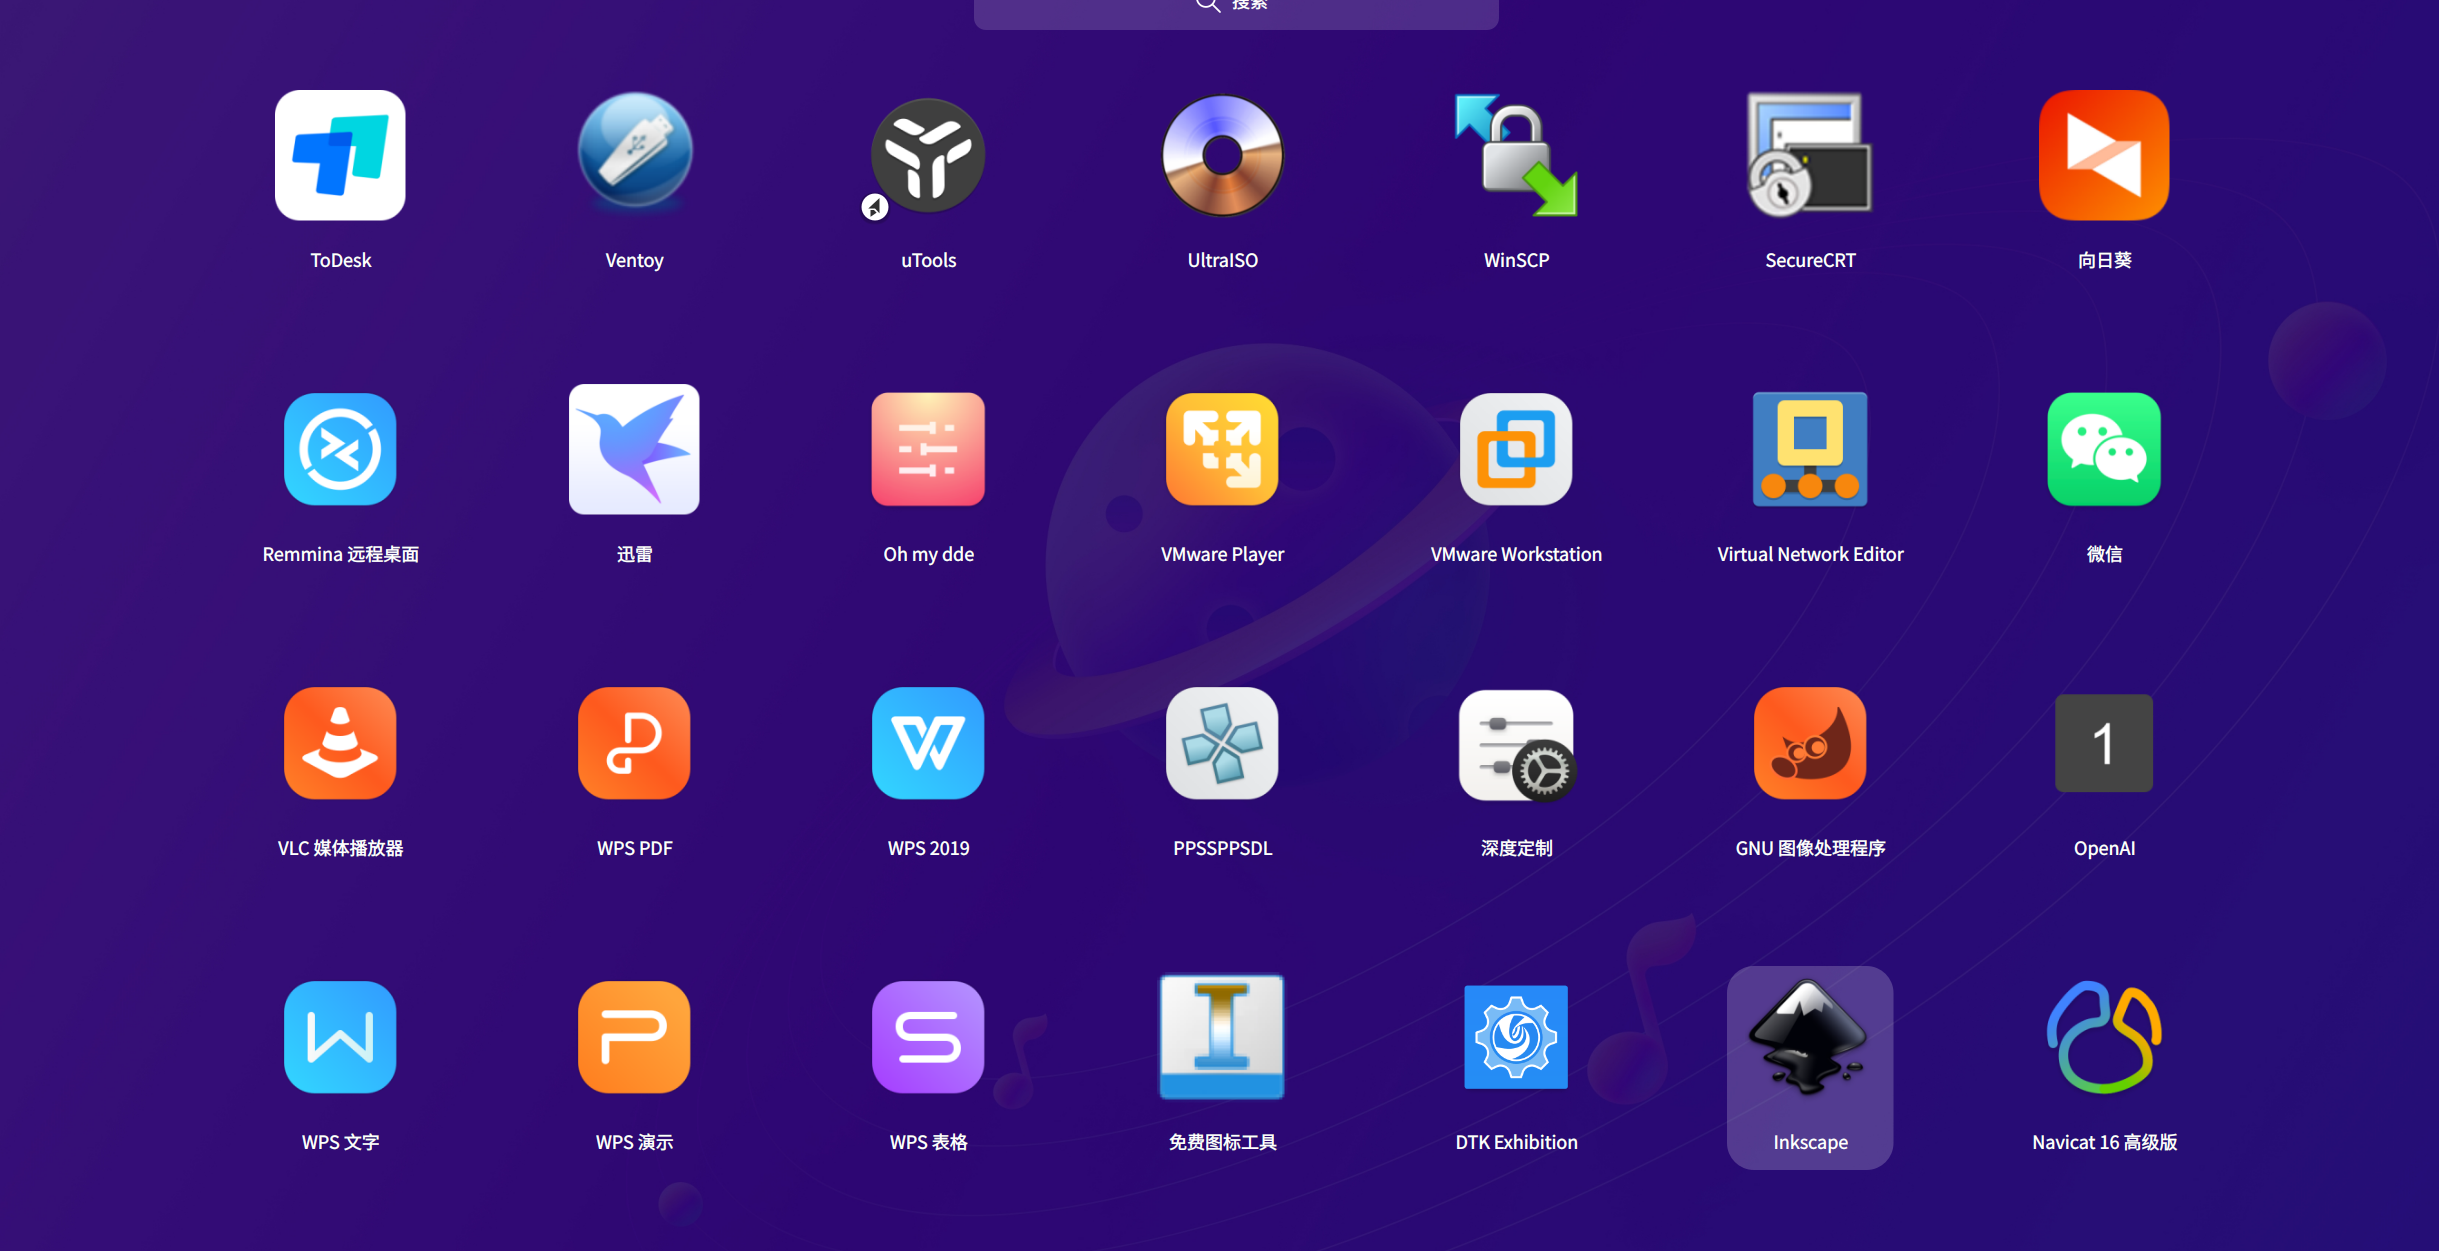 搜索
ToDesk
Ventoy
uTools
UltraISO
WinSCP
SecureCRT
向日葵
Remmina 远程桌面
迅雷
Oh my dde
VMware Player
VMware Workstation
Virtual Network Editor
微信
VLC 媒体播放器
WPS PDF
WPS 2019
PPSSPPSDL
深度定制
GNU 图像处理程序
1
OpenAI
WPS 文字
WPS 演示
WPS 表格
免费图标工具
DTK Exhibition
Inkscape
Navicat 16 高级版